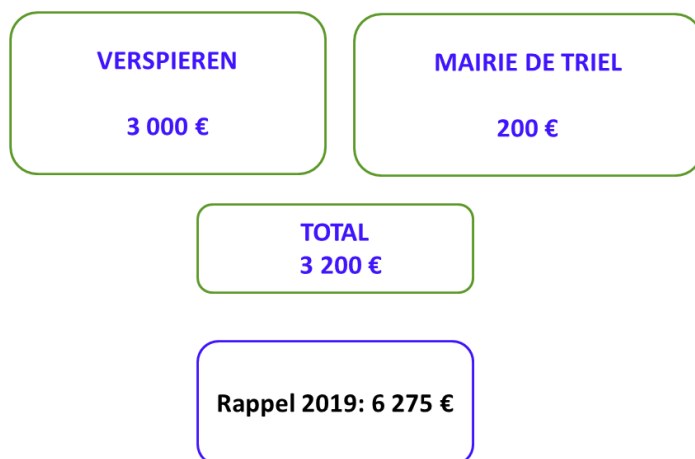 VERSPIEREN
3 000 €
MAIRIE DE TRIEL
200 €
TOTAL
3 200 €
Rappel 2019: 6 275 €